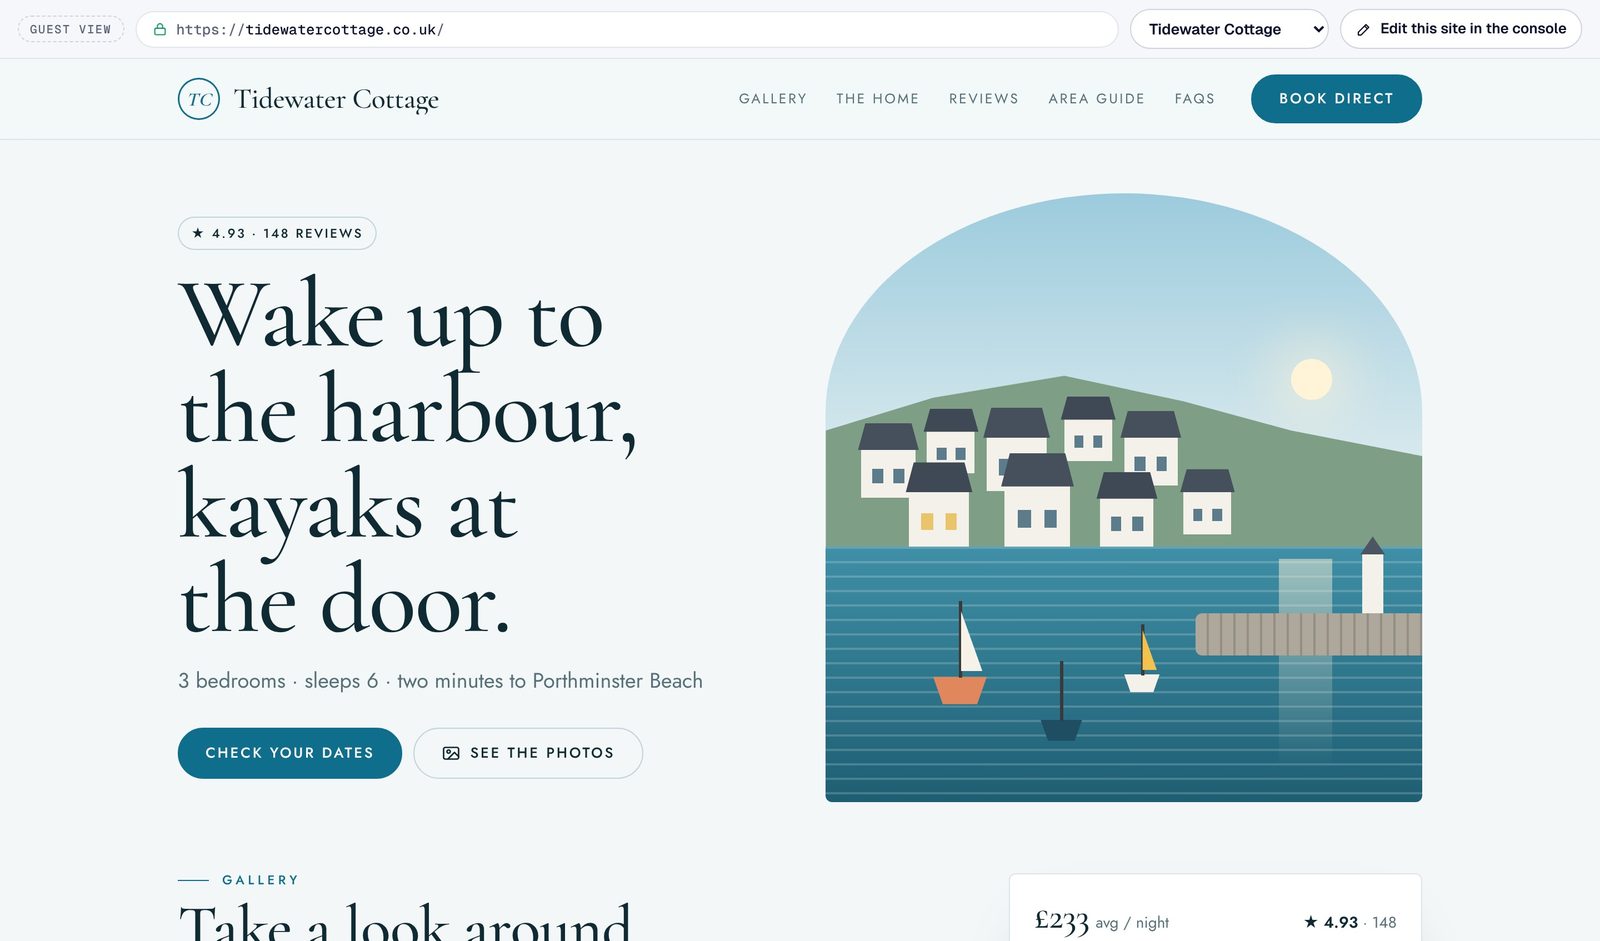 GUEST VIEW
https://tidewatercottage.co.uk/
Tidewater Cottage
Edit this site in the console
TC
Tidewater Cottage
GALLERY
THE HOME
REVIEWS
AREA GUIDE
FAQS
BOOK DIRECT
★ 4.93 · 148 REVIEWS
Wake up to
the harbour,
kayaks at
the door.
3 bedrooms · sleeps 6 · two minutes to Porthminster Beach
CHECK YOUR DATES
SEE THE PHOTOS
GALLERY
Take a look around
£233 avg / night
★ 4.93 · 148